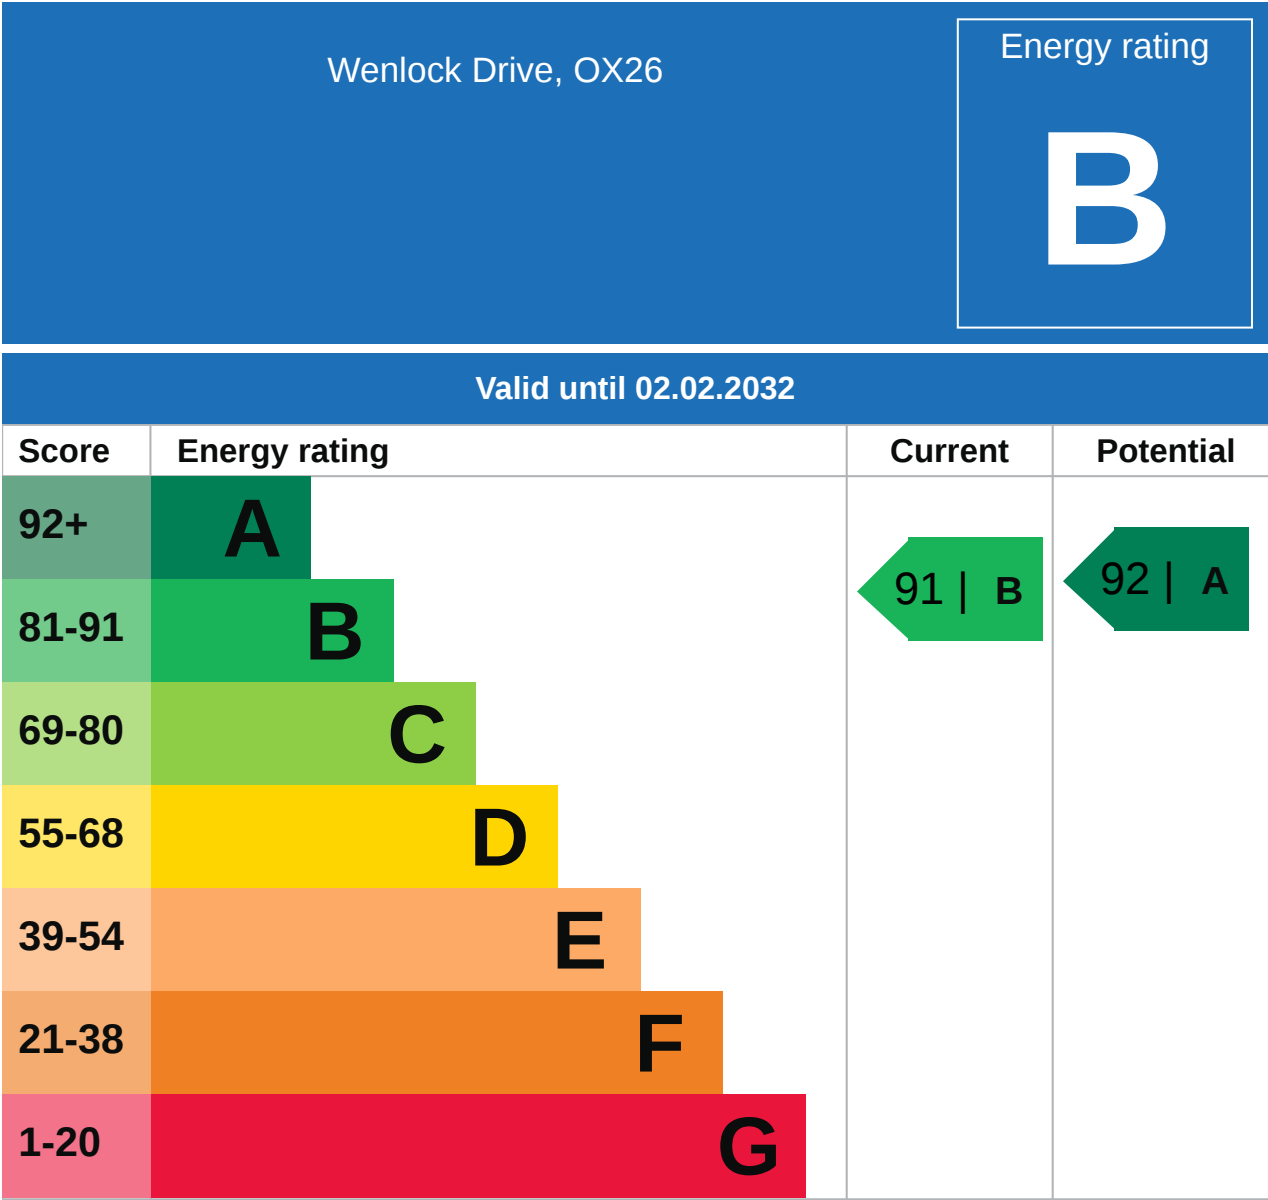 Wenlock Drive, OX26
Energy rating
B
Valid until 02.02.2032
Score Energy rating Current Potential
92+ A
81-91 B
69-80 C
55-68 D
39-54 E
21-38 F
1-20 G
91 | B
92 | A